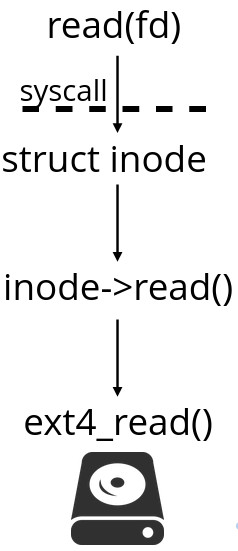 read(fd)
syscall
struct inode
inode->read()
ext4_read()